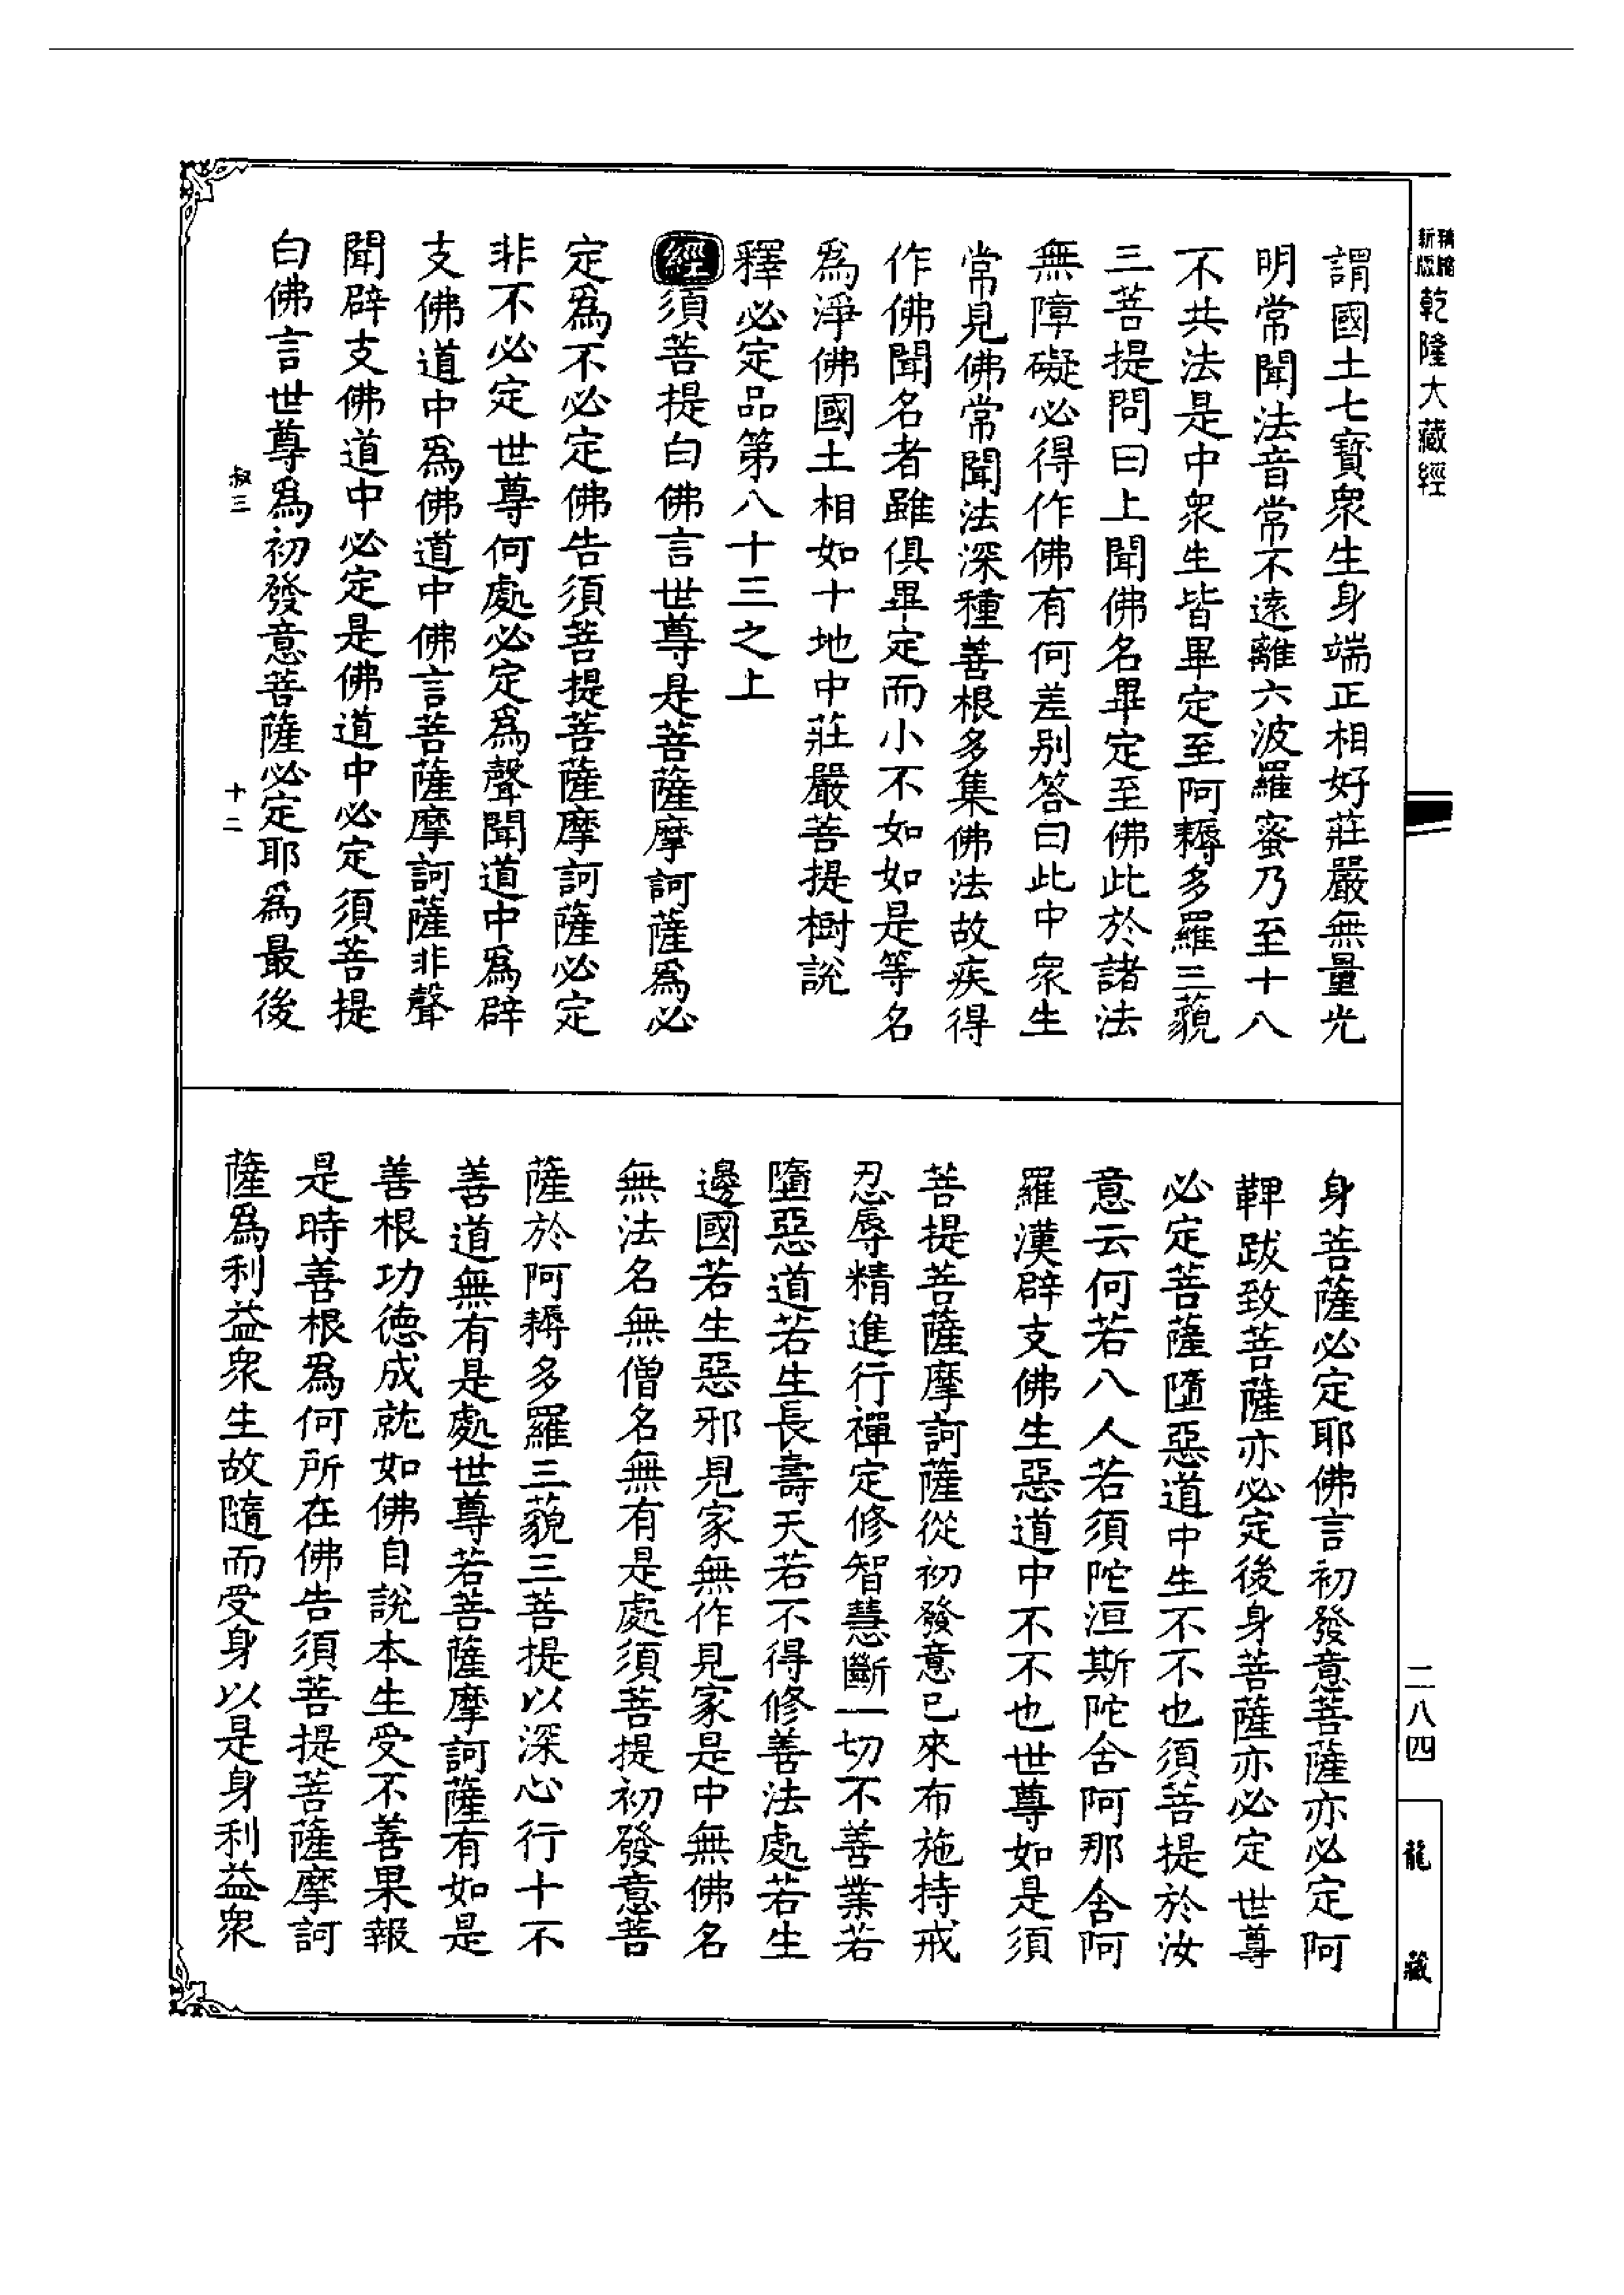 精縮
新版
乾隆大藏經
謂國土七寶衆生身端正相好莊嚴無量光
明常聞法音常不遠離六波羅蜜乃至十八
不共法是中衆生皆畢定至阿耨多羅三藐
三菩提問曰上聞佛名畢定至佛此於諸法
無障礙必得作佛有何差別答曰此中衆生
常見佛常聞法深種善根多集佛法故疾得
作佛聞名者雖俱畢定而小不如如是等名
爲淨佛國土相如十地中莊嚴菩提樹說
釋必定品第八十三之上
經須菩提白佛言世尊是菩薩摩訶薩爲必
定爲不必定佛告須菩提菩薩摩訶薩必定
非不必定世尊何處必定爲聲聞道中爲辟
支佛道中爲佛道中佛言菩薩摩訶薩非聲
聞辟支佛道中必定是佛道中必定須菩提
白佛言世尊爲初發意菩薩必定耶爲最後
叔三
十二
身菩薩必定耶佛言初發意菩薩亦必定阿
鞞跋致菩薩亦必定後身菩薩亦必定世尊
必定菩薩墮惡道中生不不也須菩提於汝
意云何若八人若須陀洹斯陀含阿那含阿
羅漢辟支佛生惡道中不不也世尊如是須
菩提菩薩摩訶薩從初發意已來布施持戒
忍辱精進行禪定修智慧斷一切不善業若
墮惡道若生長壽天若不得修善法處若生
邊國若生惡邪見家無作見家是中無佛名
無法名無僧名無有是處須菩提初發意菩
薩於阿耨多羅三藐三菩提以深心行十不
善道無有是處世尊若菩薩摩訶薩有如是
善根功德成就如佛自說本生受不善果報
是時善根爲何所在佛告須菩提菩薩摩訶
薩爲利益衆生故隨而受身以是身利益衆
二八四
龍藏